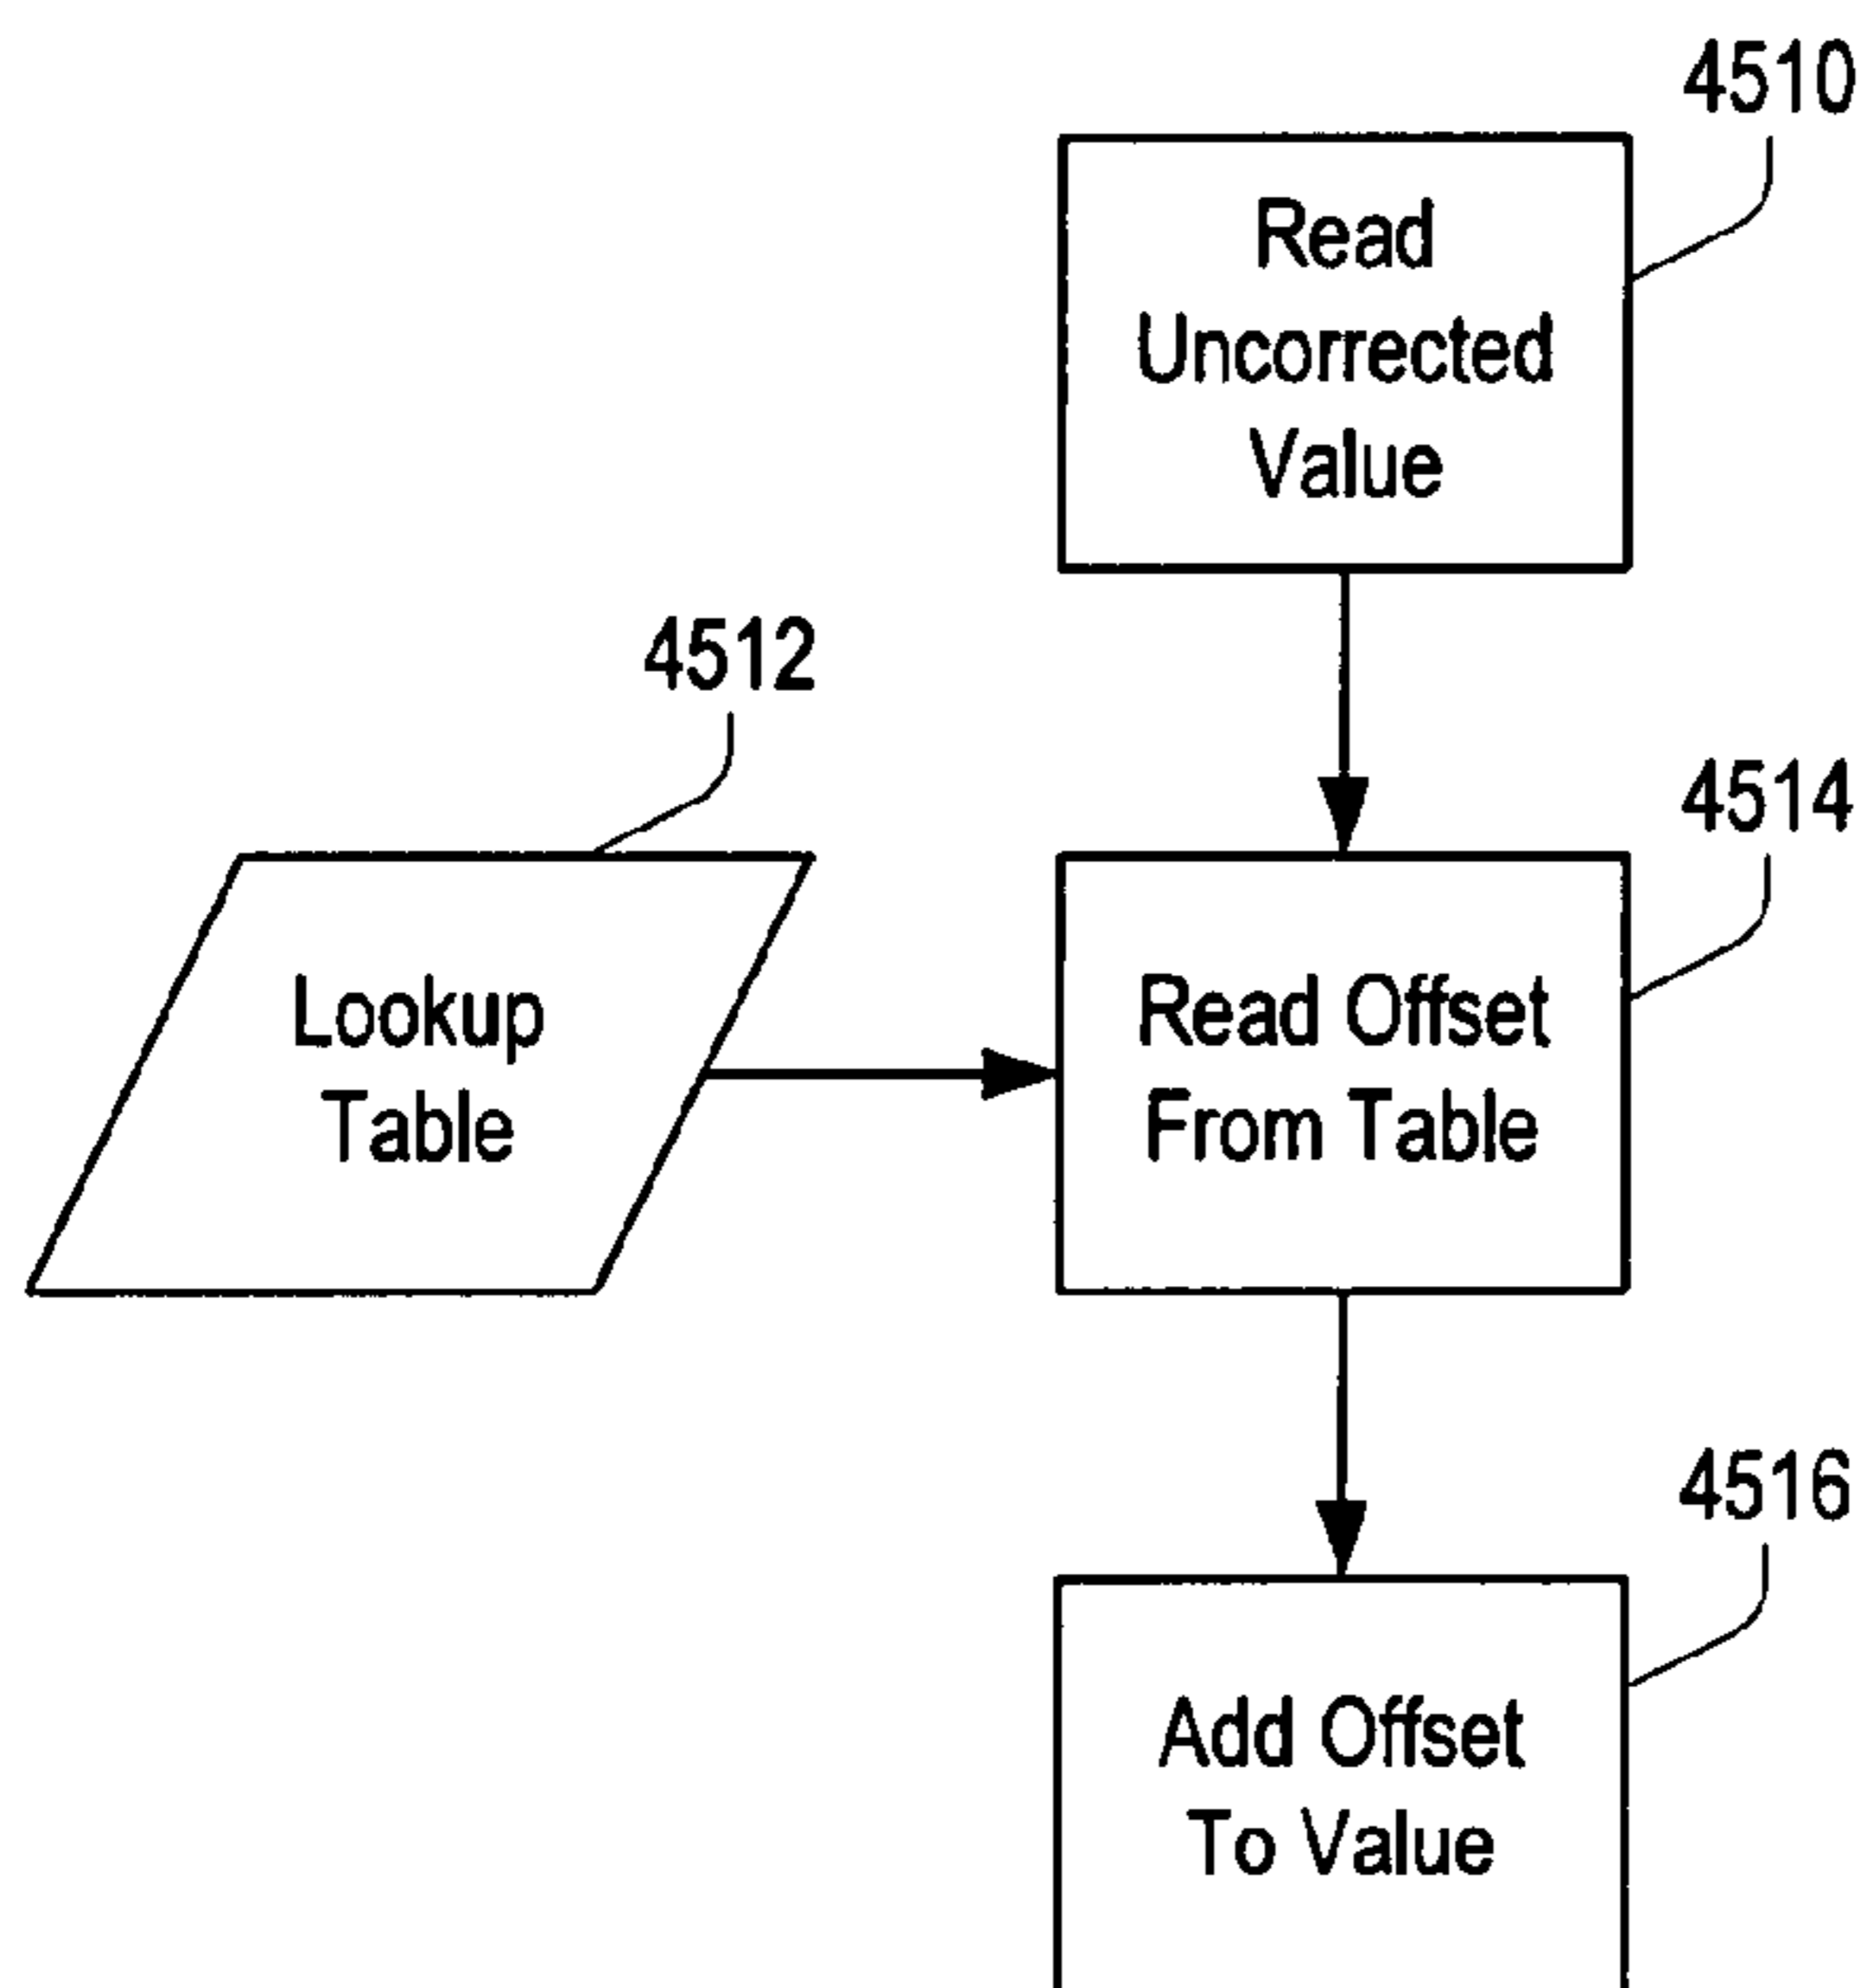 4510
Read
Uncorrected
Value
4512
4514
Lookup
Table
Read Offset
From Table
4516
Add Offset
To Value